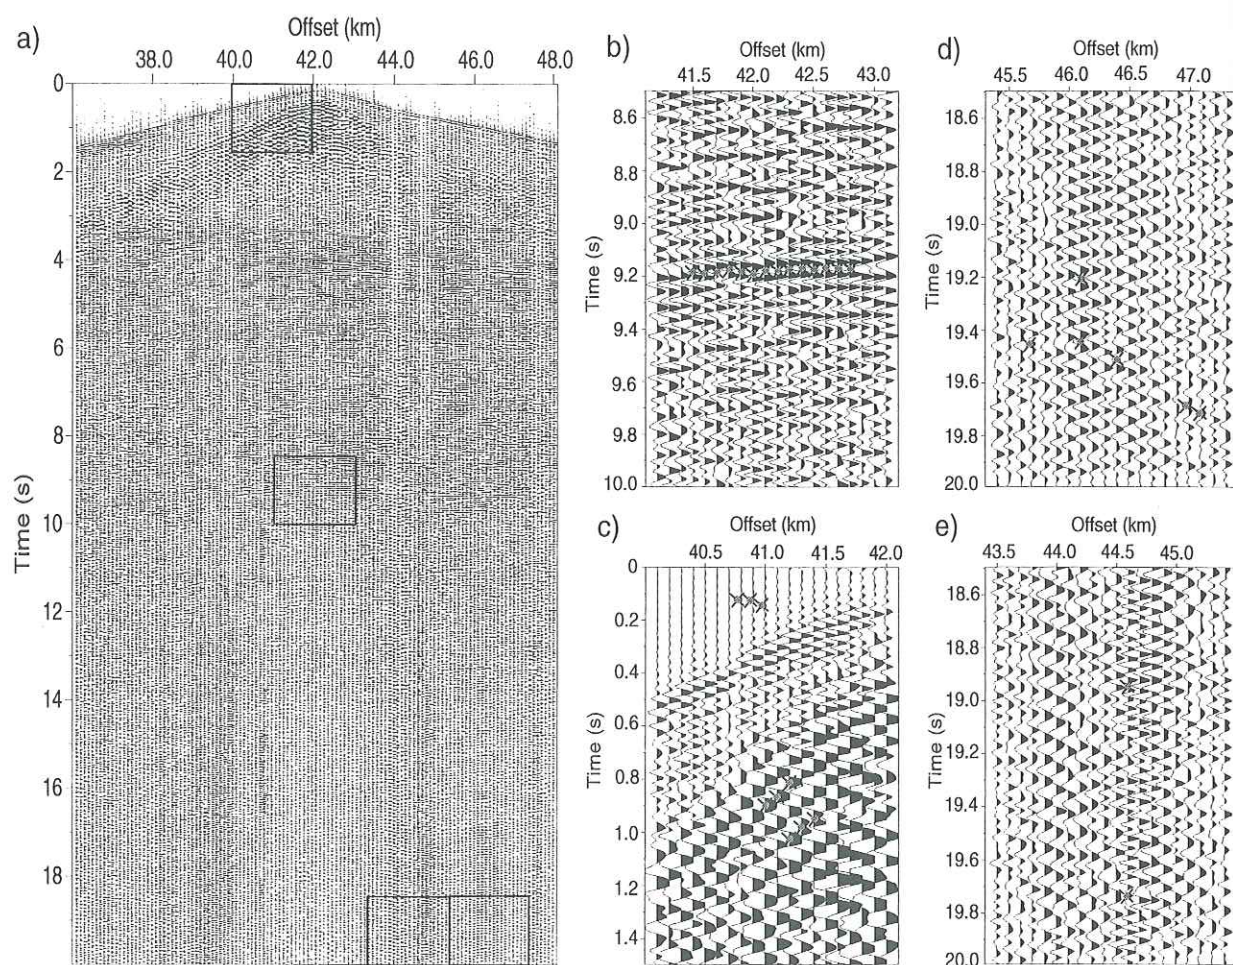 a)
Offset (km)
38.0 40.0 42.0 44.0 46.0 48.0
0
2
4
6
8
10
12
14
16
18
Time (s)
b)
Offset (km)
41.5 42.0 42.5 43.0
8.6
8.8
9.0
9.2
9.4
9.6
9.8
10.0
Time (s)
d)
Offset (km)
45.5 46.0 46.5 47.0
18.6
18.8
19.0
19.2
19.4
19.6
19.8
20.0
Time (s)
c)
Offset (km)
40.5 41.0 41.5 42.0
0
0.2
0.4
0.6
0.8
1.0
1.2
1.4
Time (s)
e)
Offset (km)
43.5 44.0 44.5 45.0
18.6
18.8
19.0
19.2
19.4
19.6
19.8
20.0
Time (s)